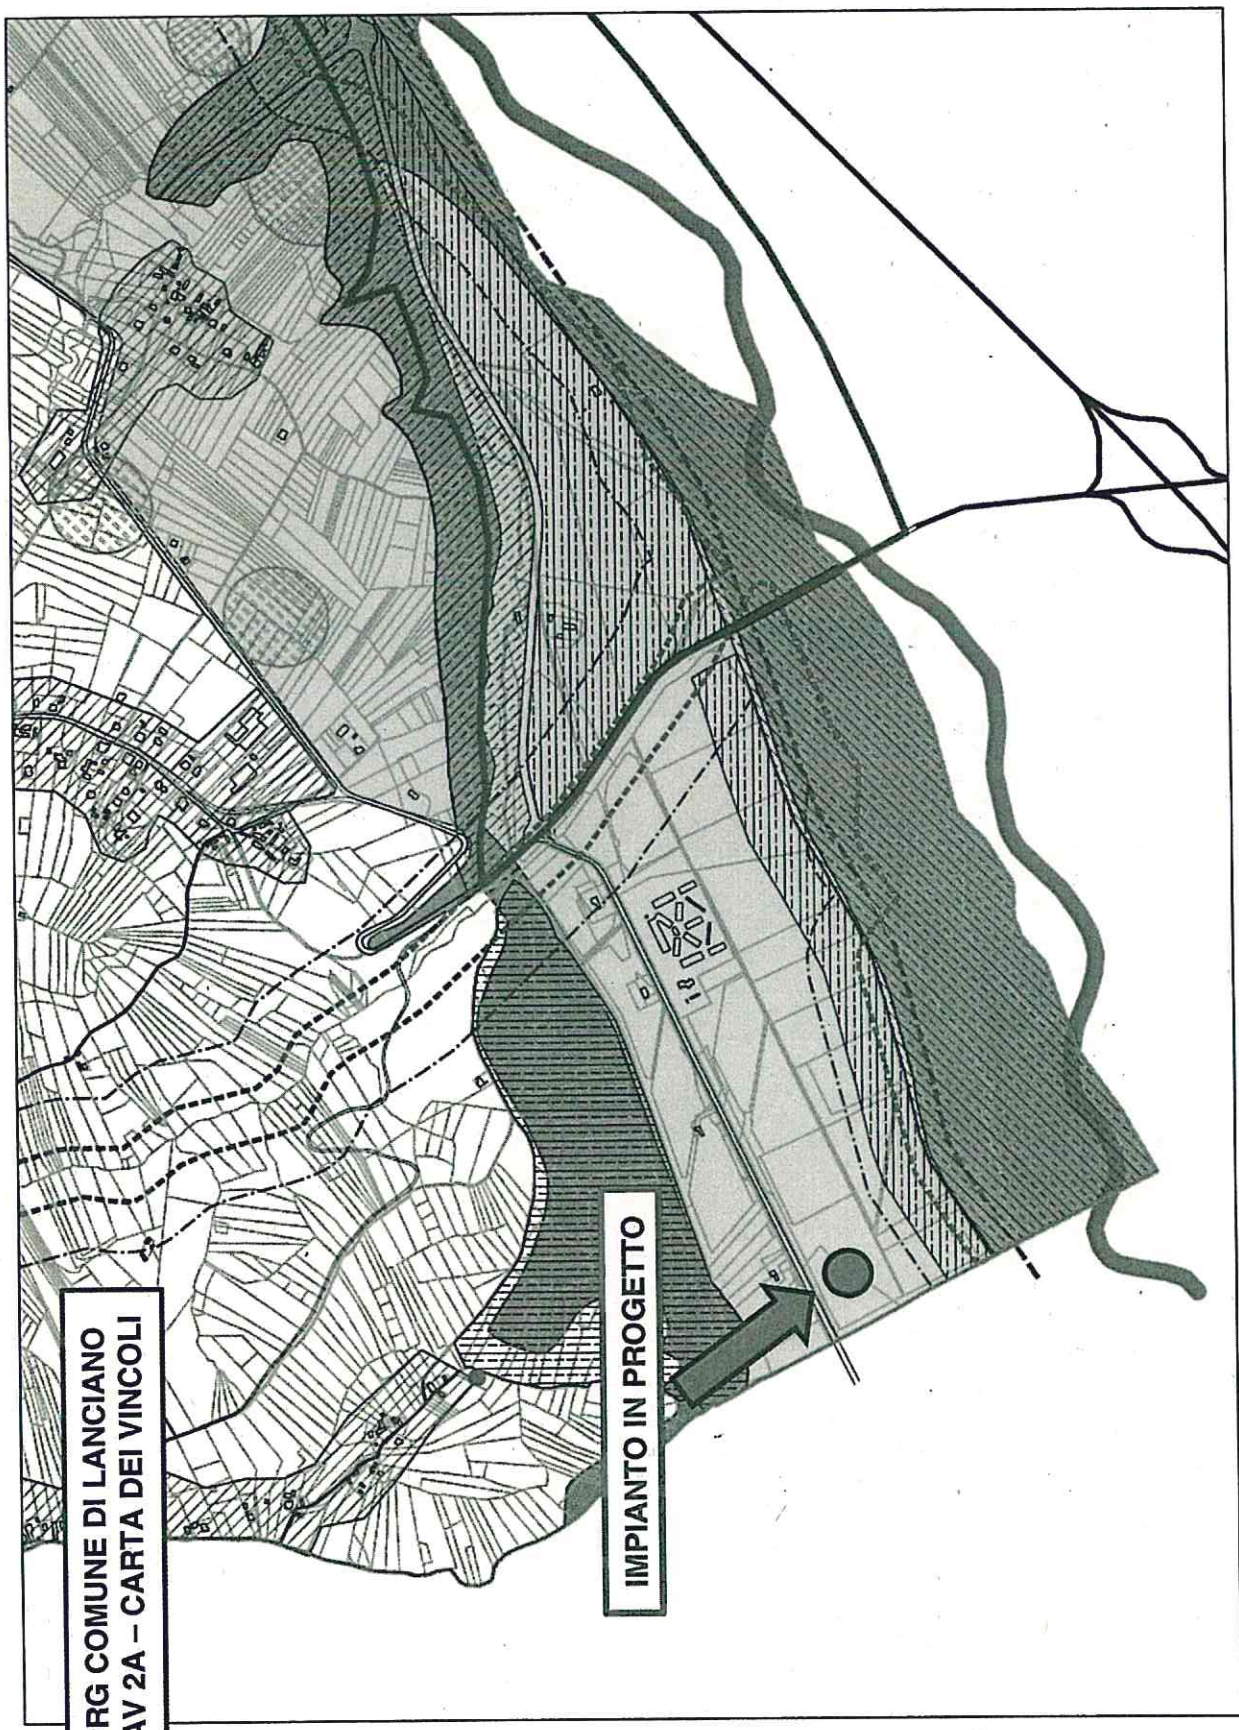 RG COMUNE DI LANCIANO
AV 2A – CARTA DEI VINCOLI
IMPIANTO IN PROGETTO